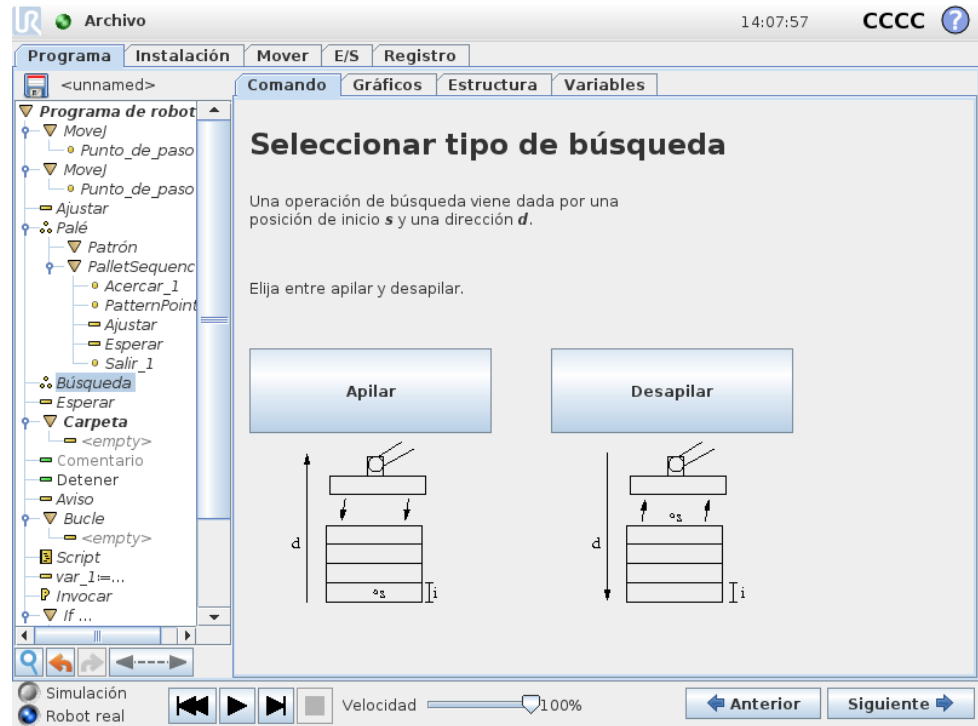 UR Archivo 14:07:57 CCCC ?
Programa Instalación Mover E/S Registro
<unnamed>
Comando Gráficos Estructura Variables
Programa de robot
MoveJ
Punto_de_paso
MoveJ
Punto_de_paso
Ajustar
Palé
Patrón
PalletSequenc
Acercar_1
PatternPoint
Ajustar
Esperar
Salir_1
Búsqueda
Esperar
Carpeta
<empty>
Comentario
Detener
Aviso
Bucle
<empty>
Script
var_1:=...
Invocar
If ...
Seleccionar tipo de búsqueda
Una operación de búsqueda viene dada por una
posición de inicio s y una dirección d.
Elija entre apilar y desapilar.
Apilar
Desapilar
d
s
i
d
s
i
Simulación
Robot real
Velocidad 100%
Anterior
Siguiente